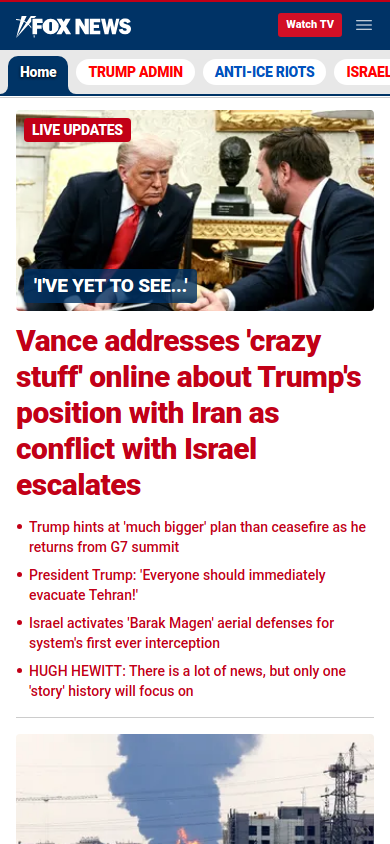 FOX NEWS
Watch TV
Home
TRUMP ADMIN
ANTI-ICE RIOTS
ISRAEL
LIVE UPDATES
'I'VE YET TO SEE...'
Vance addresses 'crazy
stuff' online about Trump's
position with Iran as
conflict with Israel
escalates
• Trump hints at 'much bigger' plan than ceasefire as he
returns from G7 summit
• President Trump: 'Everyone should immediately
evacuate Tehran!'
• Israel activates 'Barak Magen' aerial defenses for
system's first ever interception
• HUGH HEWITT: There is a lot of news, but only one
'story' history will focus on